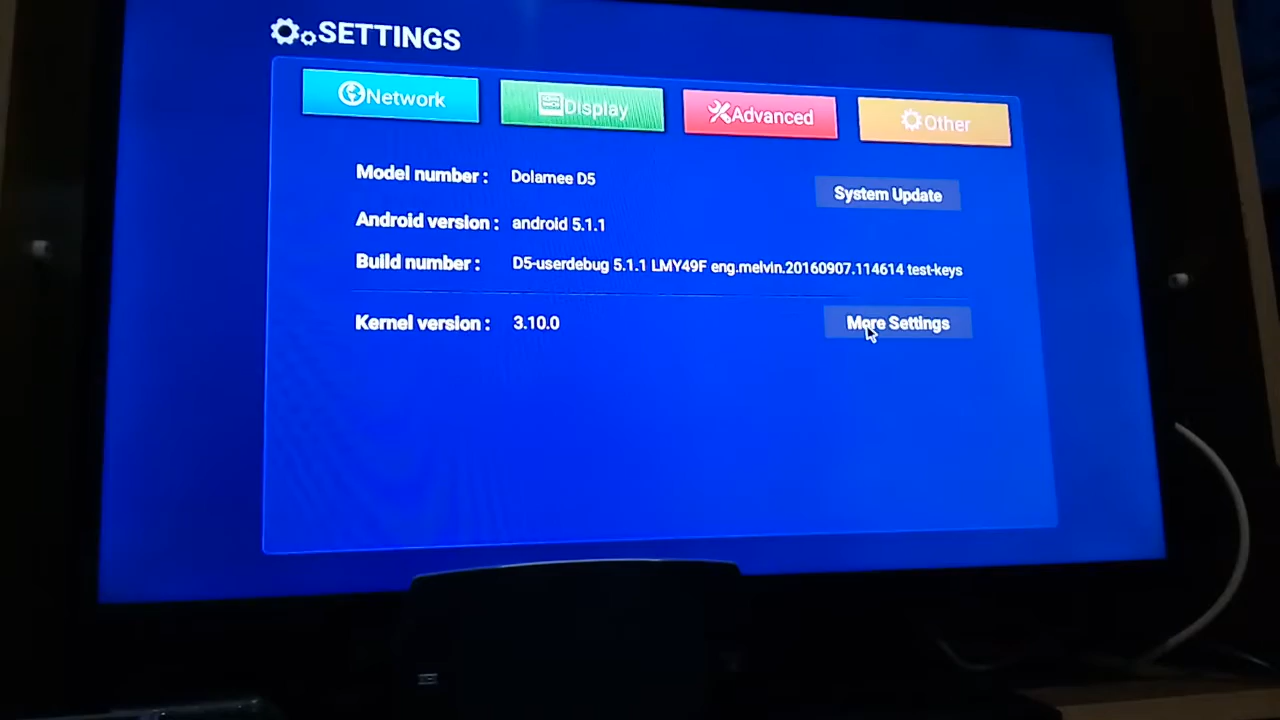 SETTINGS
Network
Display
Advanced
Other
Model number : Dolamee D5
System Update
Android version : android 5.1.1
Build number : D5-userdebug 5.1.1 LMY49F eng.melvin.20160907.114614 test-keys
Kernel version : 3.10.0
More Settings